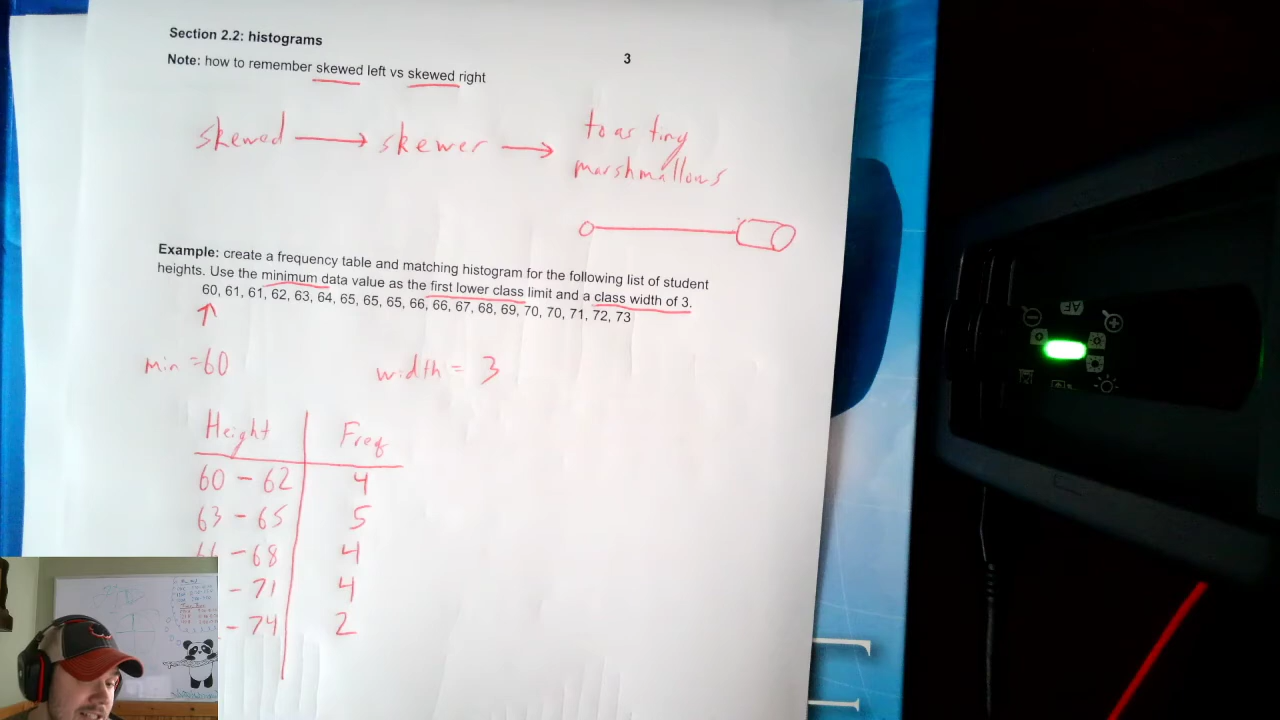 Section 2.2: histograms
3
Note: how to remember skewed left vs skewed right
skewed → skewer → to as ting
marshmallows
Example: create a frequency table and matching histogram for the following list of student
heights. Use the minimum data value as the first lower class limit and a class width of 3.
60, 61, 61, 62, 63, 64, 65, 65, 65, 66, 66, 67, 68, 69, 70, 70, 71, 72, 73
min = 60 width = 3
Height Freq
60 - 62 4
63 - 65 5
- 68 4
- 71 4
- 74 2
AF